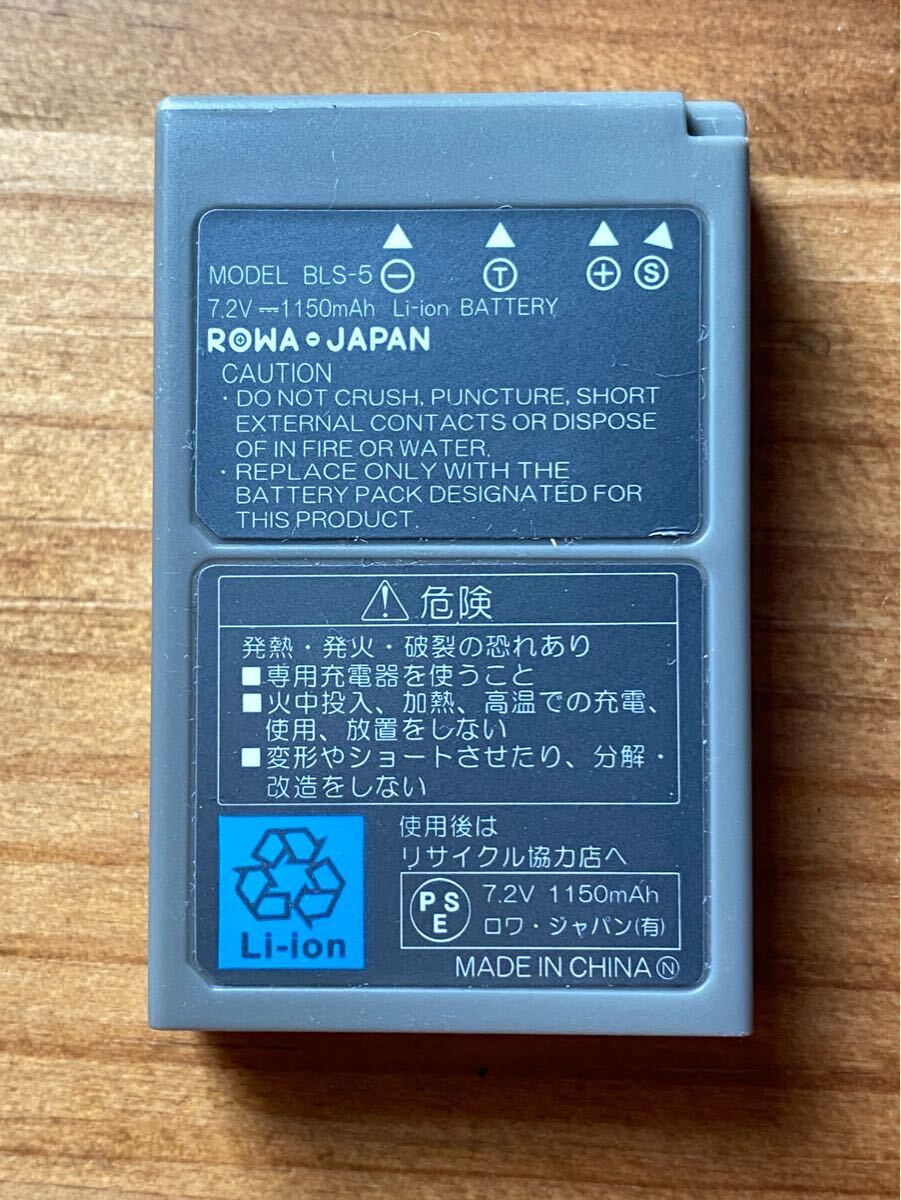 MODEL BLS-5 ⊖ Ⓣ ⊕ Ⓢ
7.2V⎓1150mAh Li-ion BATTERY
ROWA JAPAN
CAUTION
・DO NOT CRUSH, PUNCTURE, SHORT
EXTERNAL CONTACTS OR DISPOSE
OF IN FIRE OR WATER.
・REPLACE ONLY WITH THE
BATTERY PACK DESIGNATED FOR
THIS PRODUCT.
⚠危険
発熱・発火・破裂の恐れあり
■専用充電器を使うこと
■火中投入、加熱、高温での充電、
使用、放置をしない
■変形やショートさせたり、分解・
改造をしない
使用後は
リサイクル協力店へ
Li-ion
PSE
7.2V 1150mAh
ロワ・ジャパン(有)
MADE IN CHINA Ⓝ